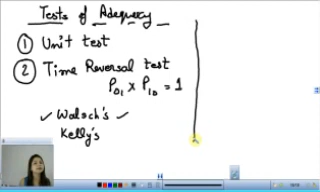 Tests of Adequacy
① Unit test
② Time Reversal test
P₀₁ x P₁₀ = 1
✓ Walsch's ✓
Kelly's